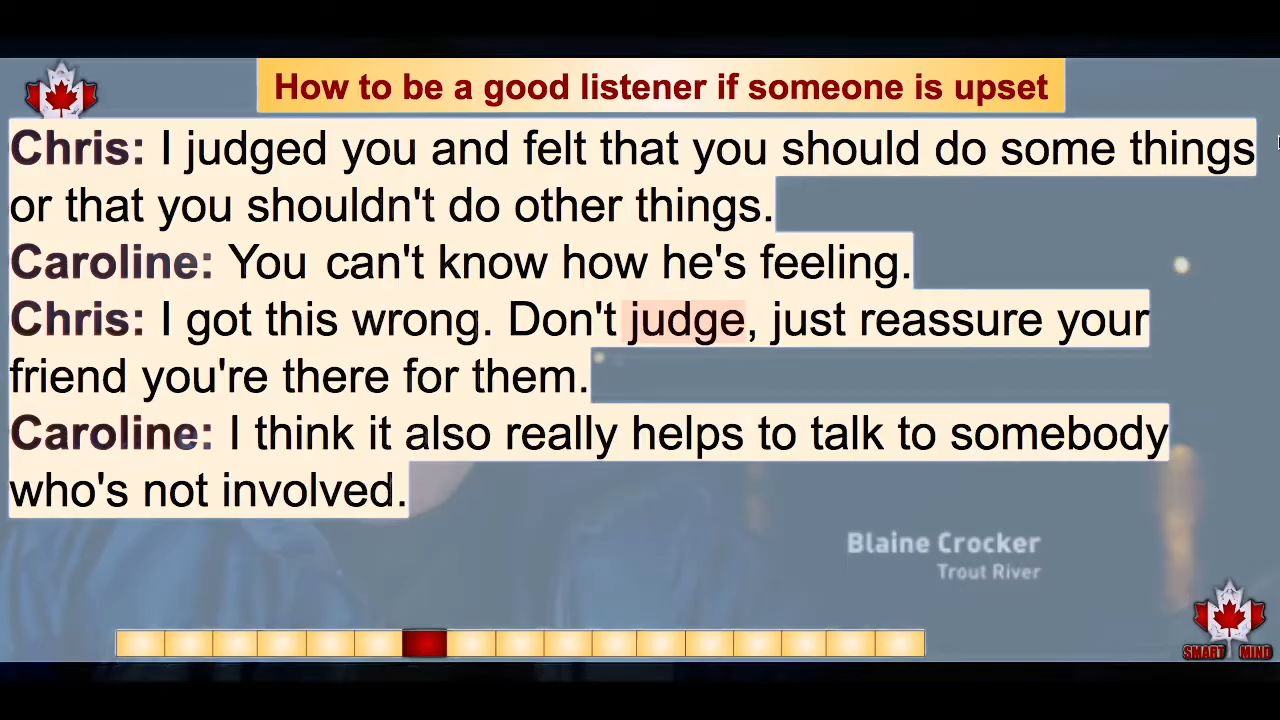 How to be a good listener if someone is upset
Chris: I judged you and felt that you should do some things
or that you shouldn't do other things.
Caroline: You can't know how he's feeling.
Chris: I got this wrong. Don't judge, just reassure your
friend you're there for them.
Caroline: I think it also really helps to talk to somebody
who's not involved.
Blaine Crocker
Trout River
SMART MIND